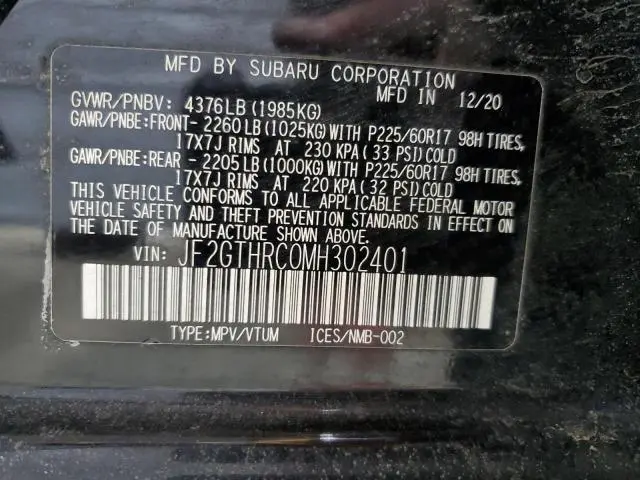 MFD BY SUBARU CORPORATION
MFD IN 12/20
GVWR/PNBV: 4376LB (1985KG)
GAWR/PNBE:FRONT- 2260 LB (1025KG) WITH P225/60R17 98H TIRES,
17X7J RIMS AT 230 KPA (33 PSI) COLD
GAWR/PNBE:REAR - 2205 LB (1000KG) WITH P225/60R17 98H TIRES,
17X7J RIMS AT 220 KPA (32 PSI) COLD
THIS VEHICLE CONFORMS TO ALL APPLICABLE FEDERAL MOTOR
VEHICLE SAFETY AND THEFT PREVENTION STANDARDS IN EFFECT ON
THE DATE OF MANUFACTURE SHOWN ABOVE.
VIN: JF2GTHRC0MH302401
TYPE:MPV/VTUM ICES/NMB-002